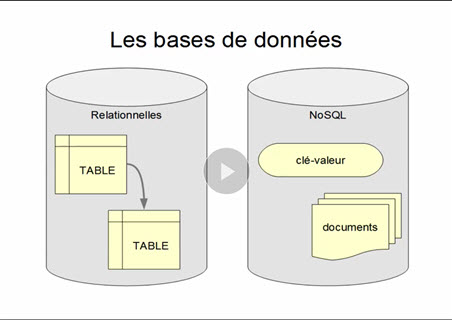 Les bases de données
Relationnelles
TABLE
TABLE
NoSQL
clé-valeur
documents